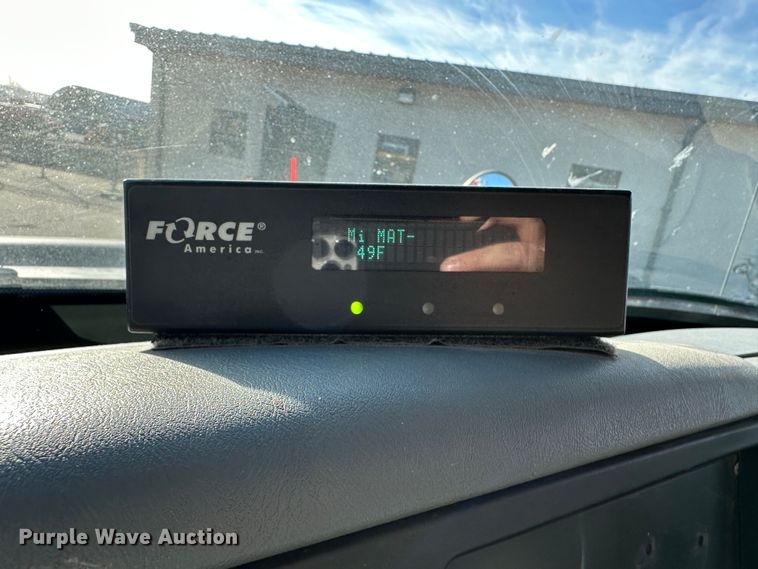 FORCE®
America INC.
Mi MAT-
49F
Purple Wave Auction